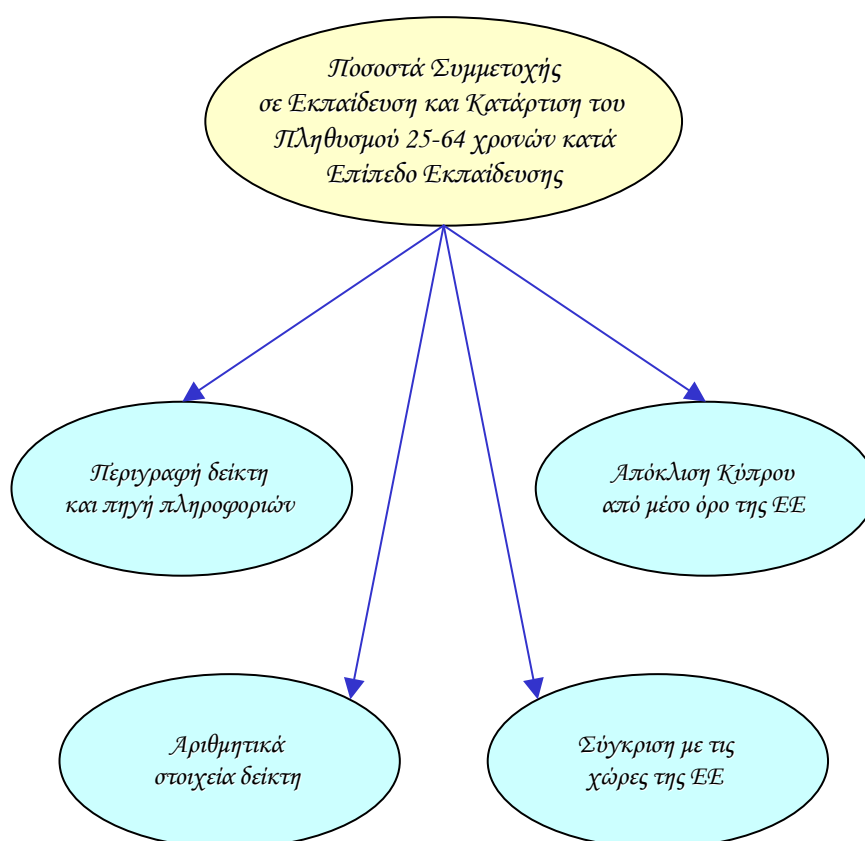 Ποσοστά Συμμετοχής
σε Εκπαίδευση και Κατάρτιση του
Πληθυσμού 25-64 χρονών κατά
Επίπεδο Εκπαίδευσης
Περιγραφή δείκτη
και πηγή πληροφοριών
Απόκλιση Κύπρου
από μέσο όρο της ΕΕ
Αριθμητικά
στοιχεία δείκτη
Σύγκριση με τις
χώρες της ΕΕ